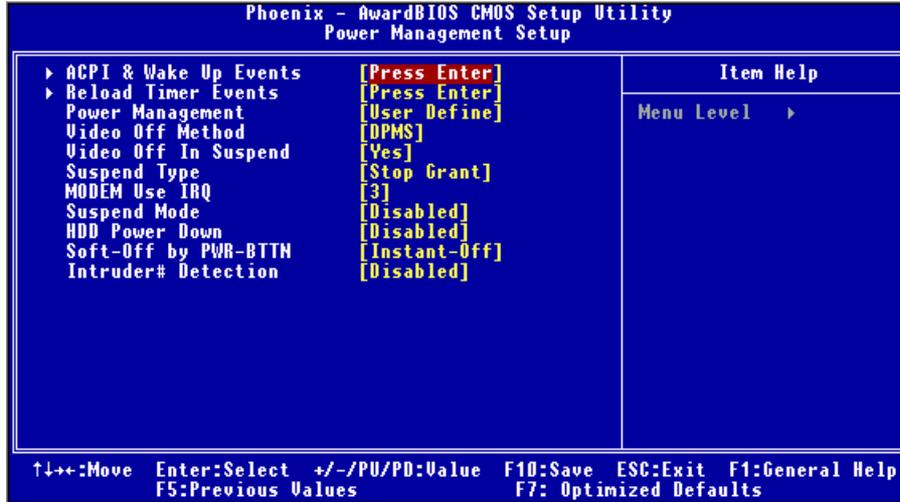 Phoenix - AwardBIOS CMOS Setup Utility
Power Management Setup
▸ ACPI & Wake Up Events [Press Enter]
▸ Reload Timer Events [Press Enter]
Power Management [User Define]
Video Off Method [DPMS]
Video Off In Suspend [Yes]
Suspend Type [Stop Grant]
MODEM Use IRQ [3]
Suspend Mode [Disabled]
HDD Power Down [Disabled]
Soft-Off by PWR-BTTN [Instant-Off]
Intruder# Detection [Disabled]
Item Help
Menu Level ▸
↑↓→←:Move Enter:Select +/-/PU/PD:Value F10:Save ESC:Exit F1:General Help
F5:Previous Values F7: Optimized Defaults